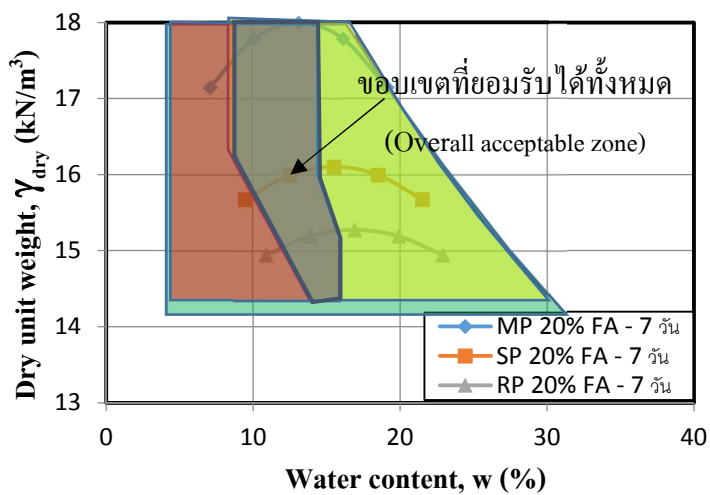 18
17
16
15
14
13
0
10
20
30
40
Dry unit weight, γdry (kN/m³)
ขอบเขตที่ยอมรับได้ทั้งหมด
(Overall acceptable zone)
MP 20% FA - 7 วัน
SP 20% FA - 7 วัน
RP 20% FA - 7 วัน
Water content, w (%)